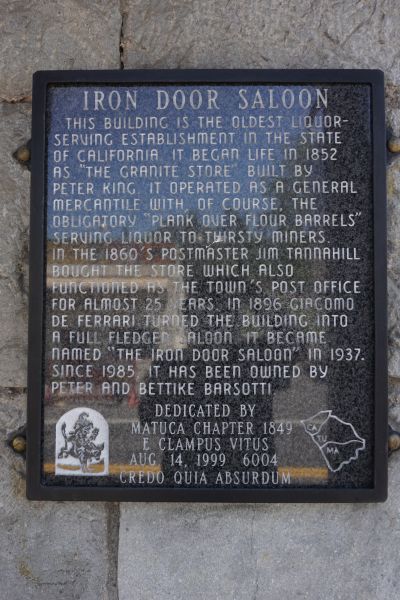 IRON DOOR SALOON
THIS BUILDING IS THE OLDEST LIQUOR-
SERVING ESTABLISHMENT IN THE STATE
OF CALIFORNIA. IT BEGAN LIFE IN 1852
AS "THE GRANITE STORE" BUILT BY
PETER KING. IT OPERATED AS A GENERAL
MERCANTILE WITH, OF COURSE, THE
OBLIGATORY "PLANK OVER FLOUR BARRELS"
SERVING LIQUOR TO THIRSTY MINERS.
IN THE 1860'S POSTMASTER JIM TANNAHILL
BOUGHT THE STORE WHICH ALSO
FUNCTIONED AS THE TOWN'S POST OFFICE
FOR ALMOST 25 YEARS. IN 1896 GIACOMO
DE FERRARI TURNED THE BUILDING INTO
A FULL FLEDGED SALOON. IT BECAME
NAMED "THE IRON DOOR SALOON" IN 1937.
SINCE 1985, IT HAS BEEN OWNED BY
PETER AND BETTIKE BARSOTTI
DEDICATED BY
MATUCA CHAPTER 1849
E CLAMPUS VITUS
AUG 14, 1999 6004
CREDO QUIA ABSURDUM
CA
TU
MA